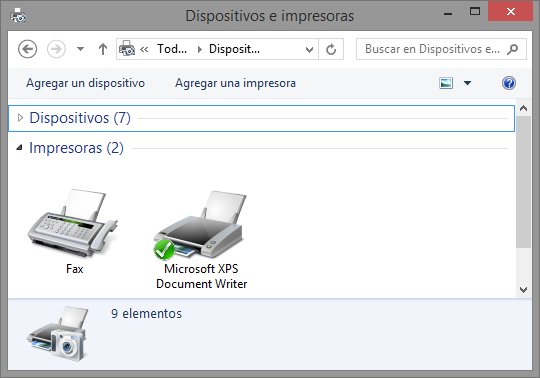 Dispositivos e impresoras
« Tod... Disposit...
Buscar en Dispositivos e...
Agregar un dispositivo Agregar una impresora
Dispositivos (7)
Impresoras (2)
Fax
Microsoft XPS
Document Writer
9 elementos